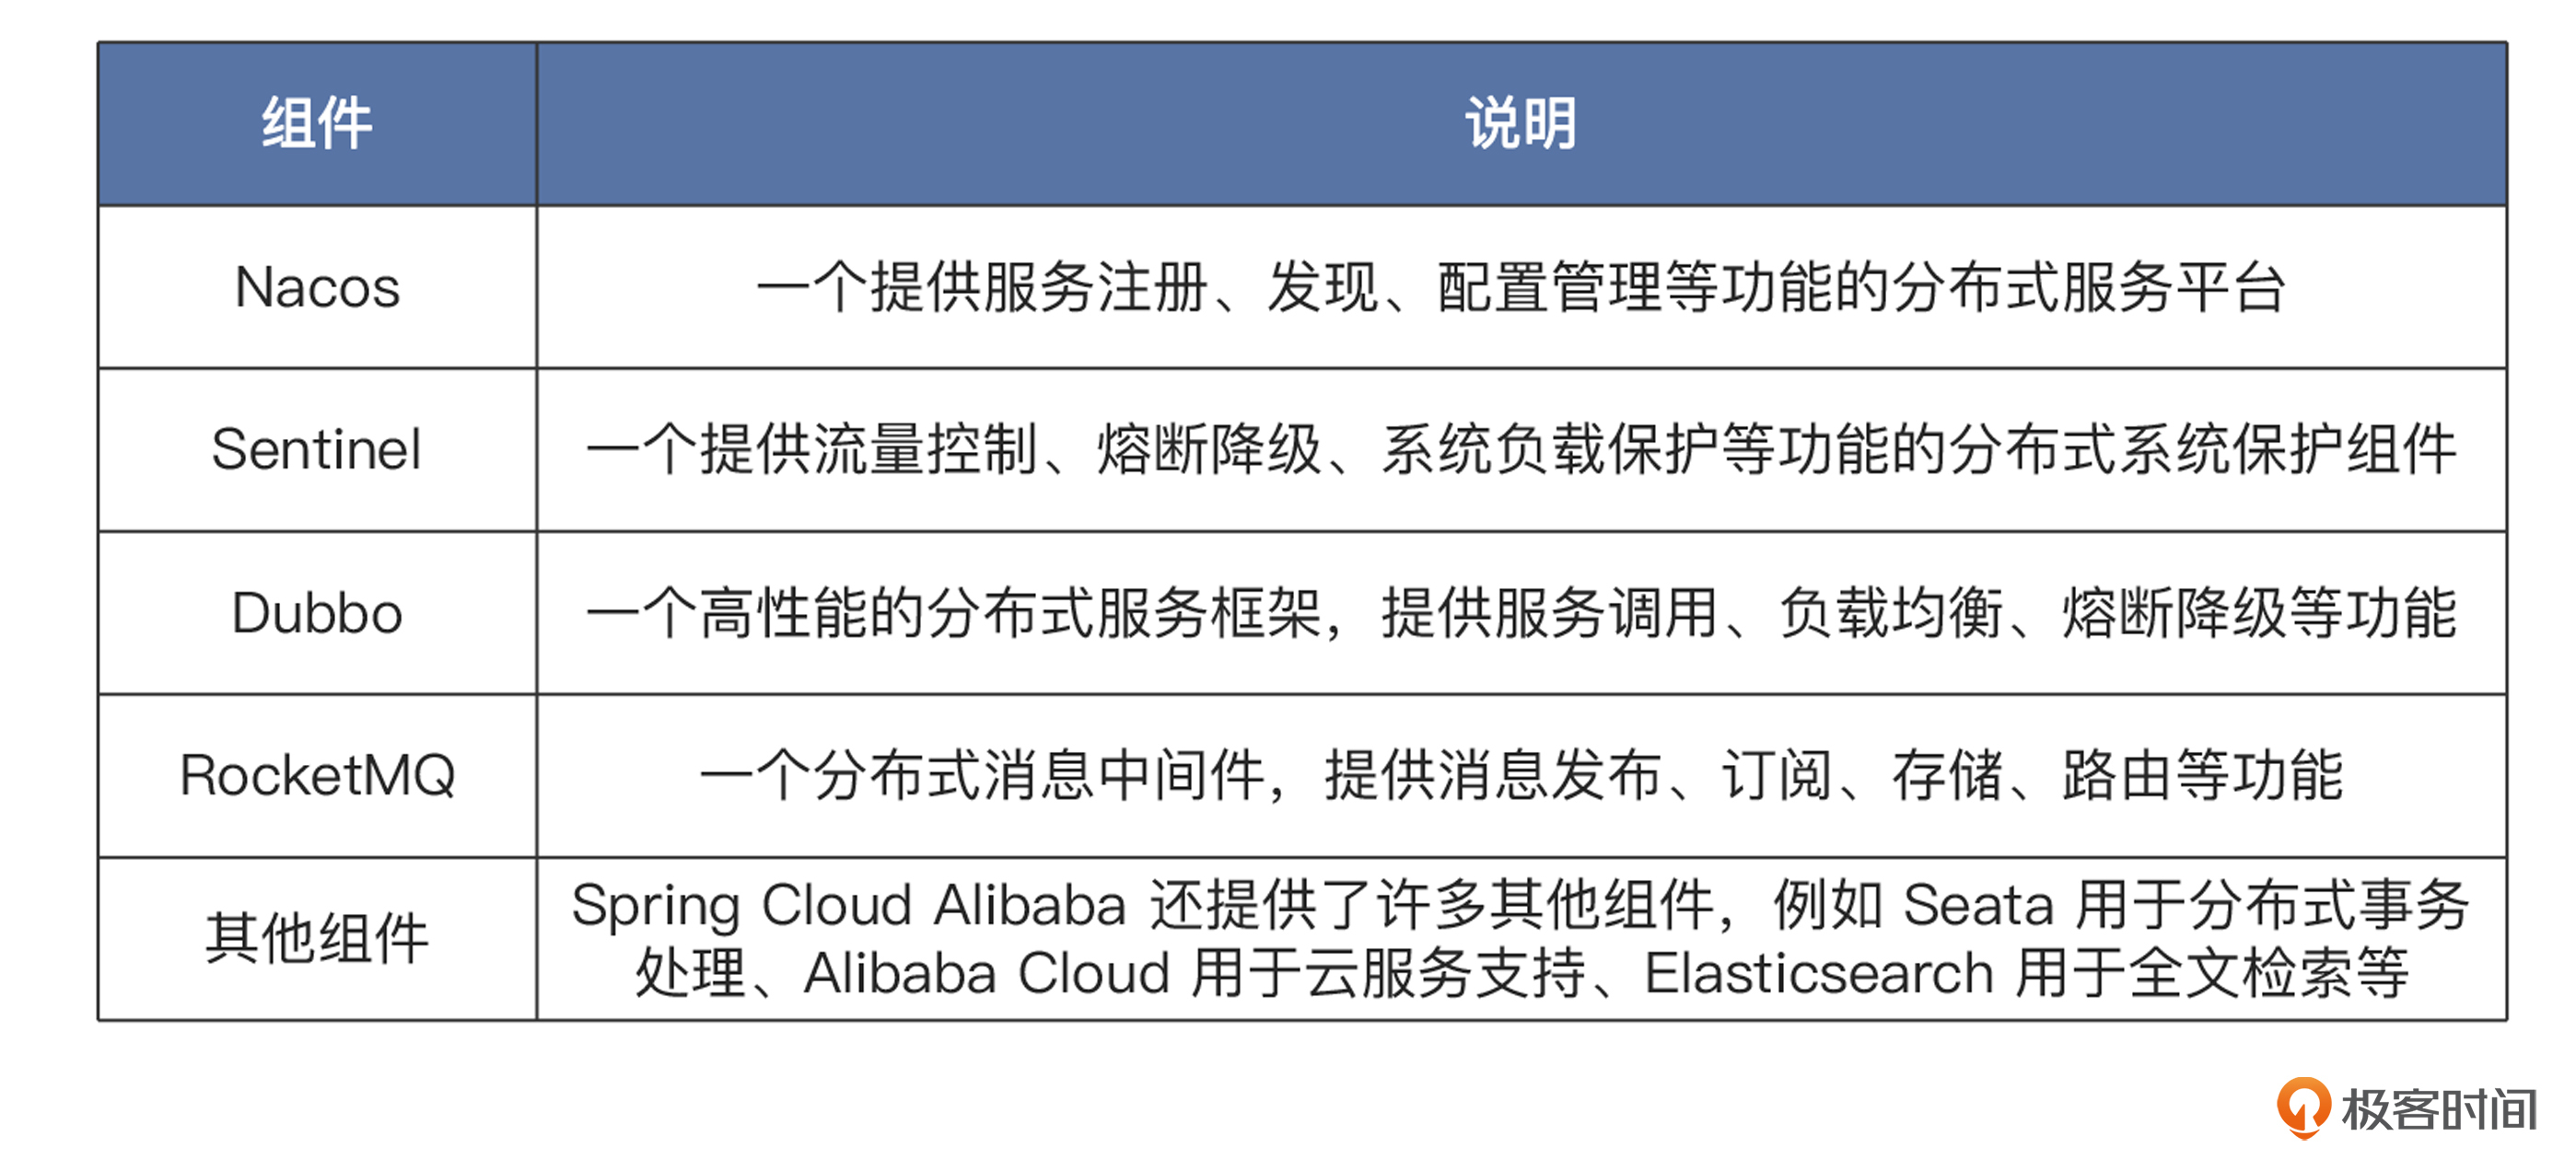 组件
说明
Nacos
一个提供服务注册、发现、配置管理等功能的分布式服务平台
Sentinel
一个提供流量控制、熔断降级、系统负载保护等功能的分布式系统保护组件
Dubbo
一个高性能的分布式服务框架，提供服务调用、负载均衡、熔断降级等功能
RocketMQ
一个分布式消息中间件，提供消息发布、订阅、存储、路由等功能
其他组件
Spring Cloud Alibaba 还提供了许多其他组件，例如 Seata 用于分布式事务
处理、Alibaba Cloud 用于云服务支持、Elasticsearch 用于全文检索等
极客时间